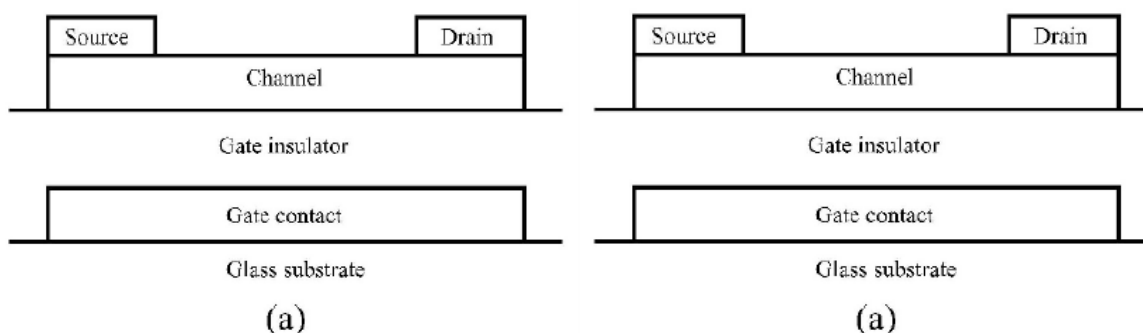 Source Drain
Channel
Gate insulator
Gate contact
Glass substrate
(a)
Source Drain
Channel
Gate insulator
Gate contact
Glass substrate
(a)